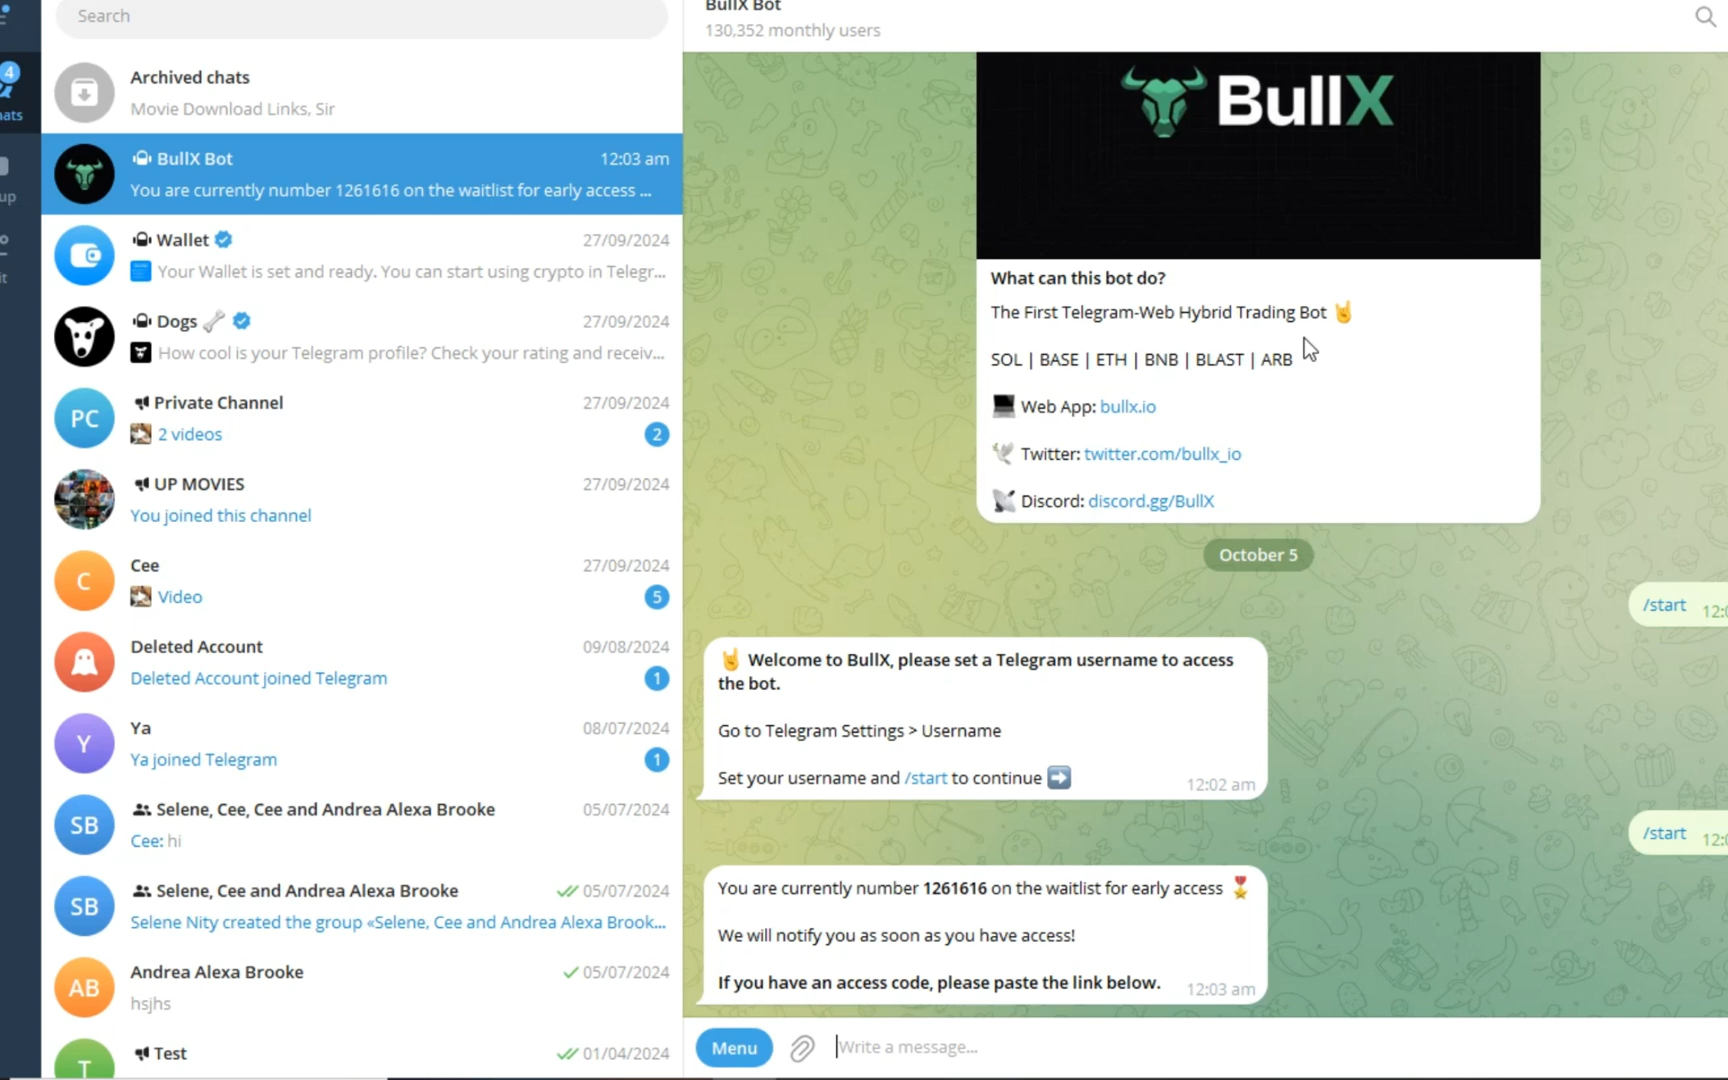 Search
Archived chats
Movie Download Links, Sir
BullX Bot
12:03 am
You are currently number 1261616 on the waitlist for early access ...
Wallet
27/09/2024
Your Wallet is set and ready. You can start using crypto in Telegr...
Dogs
27/09/2024
How cool is your Telegram profile? Check your rating and receiv...
PC
Private Channel
27/09/2024
2 videos
2
UP MOVIES
27/09/2024
You joined this channel
C
Cee
27/09/2024
Video
5
Deleted Account
09/08/2024
Deleted Account joined Telegram
1
Y
Ya
08/07/2024
Ya joined Telegram
1
SB
Selene, Cee, Cee and Andrea Alexa Brooke
05/07/2024
Cee: hi
SB
Selene, Cee and Andrea Alexa Brooke
05/07/2024
Selene Nity created the group «Selene, Cee and Andrea Alexa Brook...
AB
Andrea Alexa Brooke
05/07/2024
hsjhs
T
Test
01/04/2024
4
BullX Bot
130,352 monthly users
BullX
What can this bot do?
The First Telegram-Web Hybrid Trading Bot 🤘
SOL | BASE | ETH | BNB | BLAST | ARB
Web App: bullx.io
Twitter: twitter.com/bullx_io
Discord: discord.gg/BullX
October 5
/start
🤘 Welcome to BullX, please set a Telegram username to access
the bot.
Go to Telegram Settings > Username
Set your username and /start to continue ➡️
12:02 am
/start
You are currently number 1261616 on the waitlist for early access 🎖
We will notify you as soon as you have access!
If you have an access code, please paste the link below.
12:03 am
Menu
Write a message...